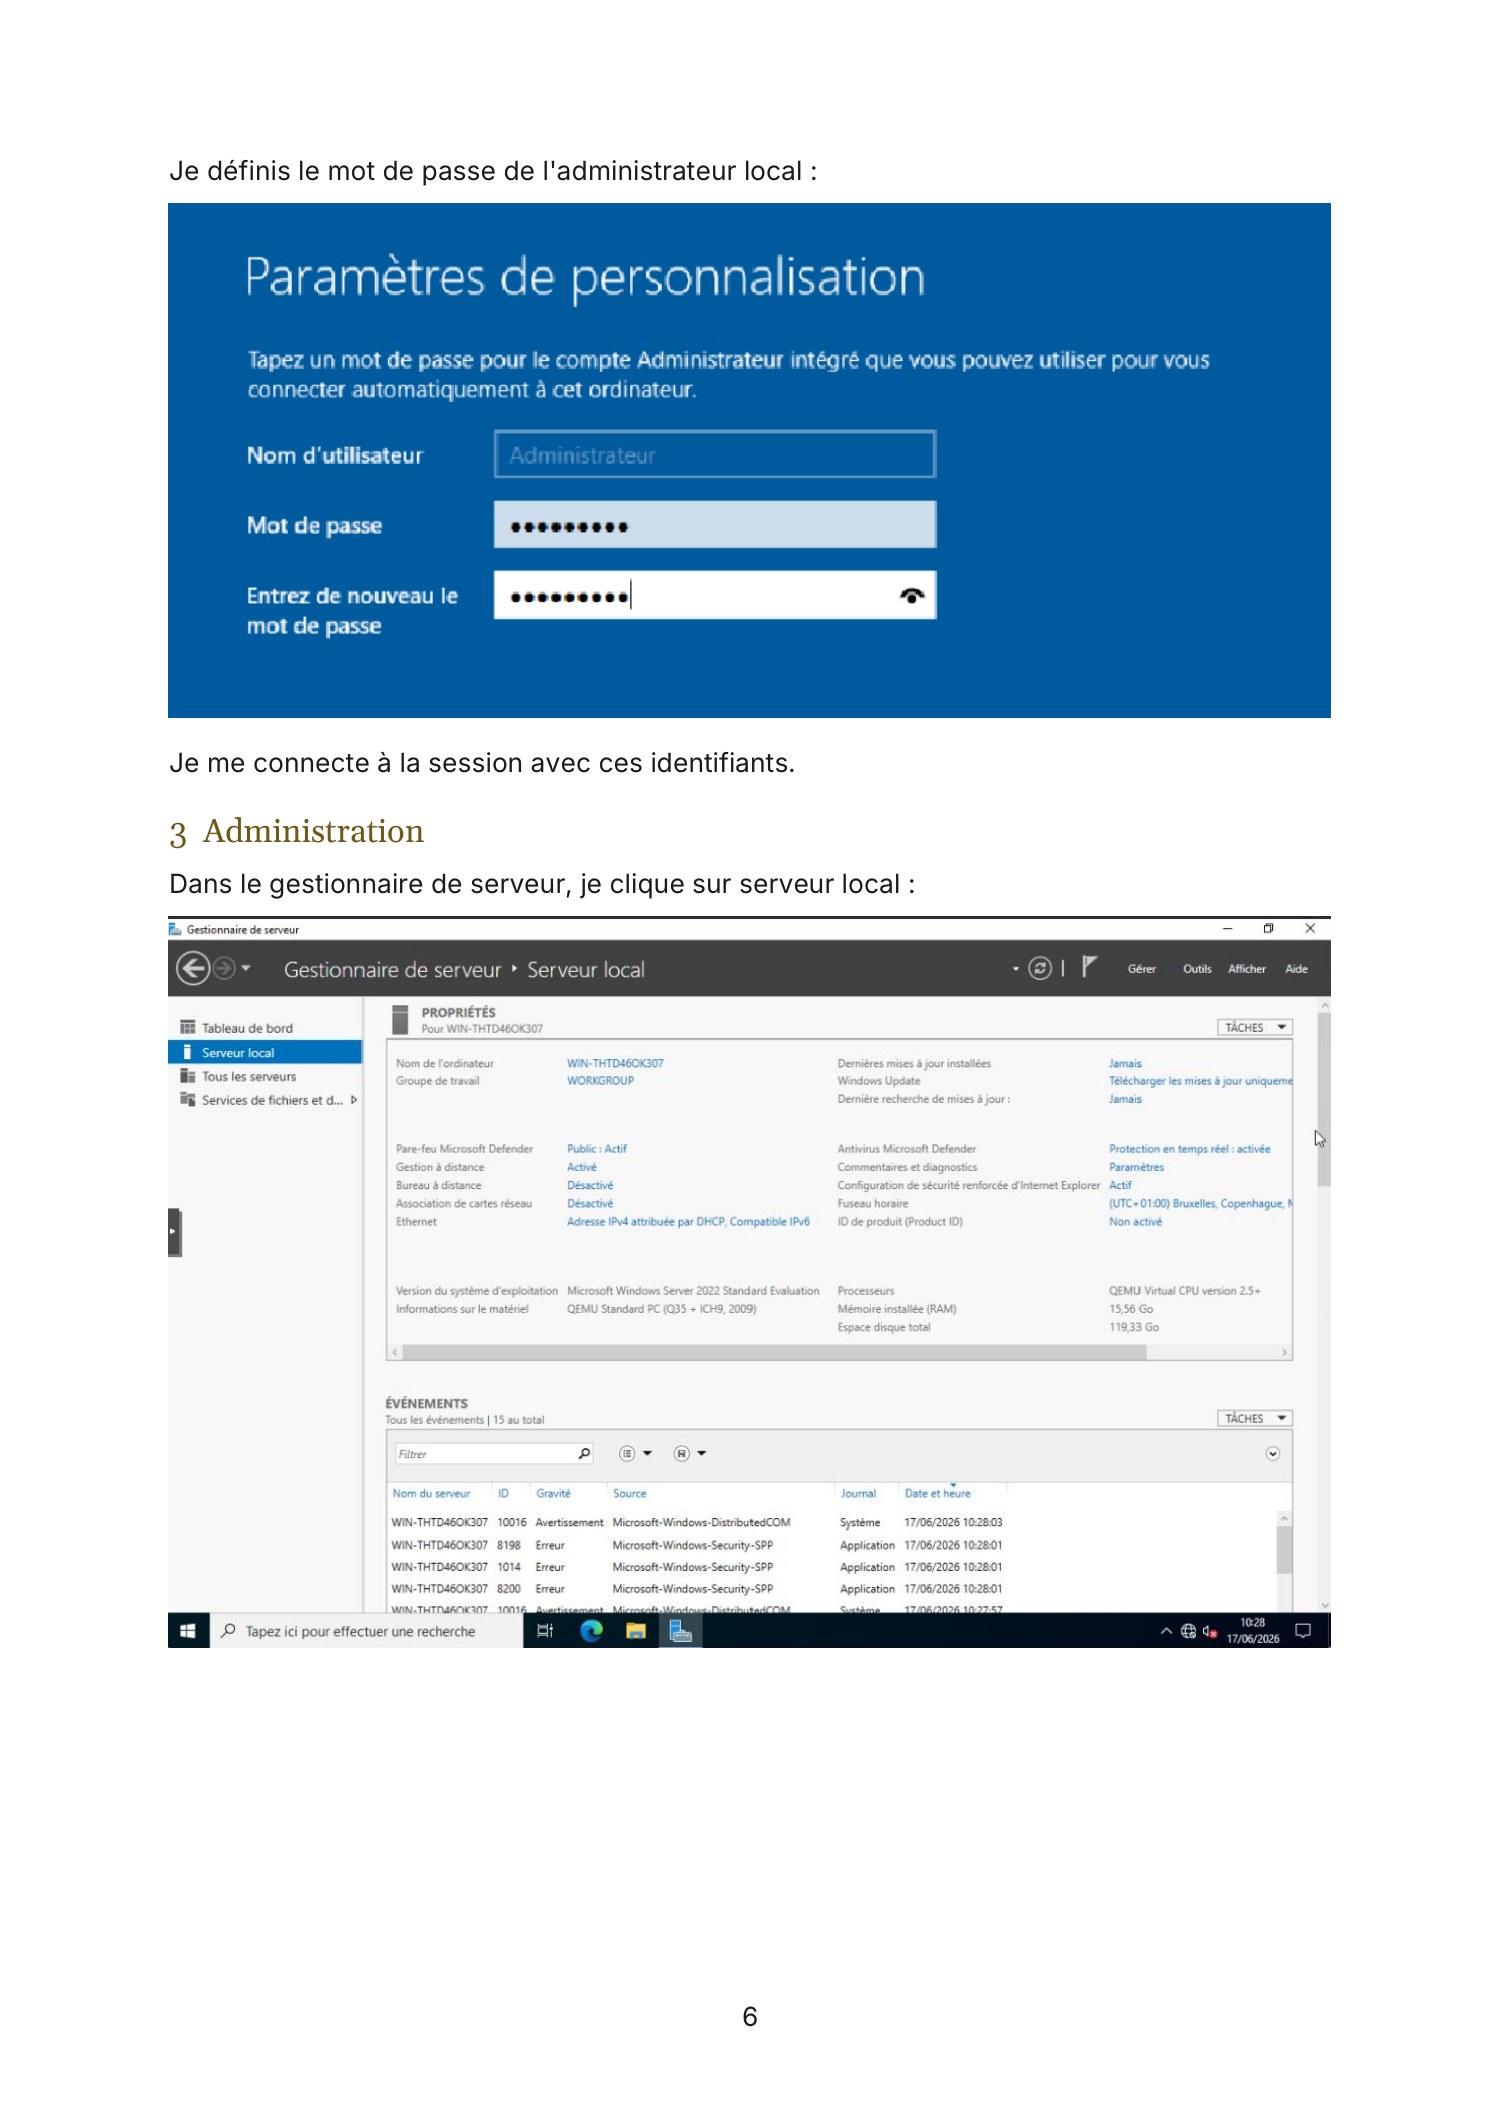 Je définis le mot de passe de l'administrateur local :
Paramètres de personnalisation
Tapez un mot de passe pour le compte Administrateur intégré que vous pouvez utiliser pour vous
connecter automatiquement à cet ordinateur.
Nom d'utilisateur Administrateur
Mot de passe
Entrez de nouveau le
mot de passe
Je me connecte à la session avec ces identifiants.
3 Administration
Dans le gestionnaire de serveur, je clique sur serveur local :
Gestionnaire de serveur
Gestionnaire de serveur Serveur local Gérer Outils Afficher Aide
Tableau de bord
Serveur local
Tous les serveurs
Services de fichiers et d...
PROPRIÉTÉS
Pour WIN-THTD46OK307
TÂCHES
Nom de l'ordinateur WIN-THTD46OK307 Dernières mises à jour installées Jamais
Groupe de travail WORKGROUP Windows Update Télécharger les mises à jour uniqueme
Dernière recherche de mises à jour : Jamais
Pare-feu Microsoft Defender Public : Actif Antivirus Microsoft Defender Protection en temps réel : activée
Gestion à distance Activé Commentaires et diagnostics Paramètres
Bureau à distance Désactivé Configuration de sécurité renforcée d'Internet Explorer Actif
Association de cartes réseau Désactivé Fuseau horaire (UTC+01:00) Bruxelles, Copenhague, M
Ethernet Adresse IPv4 attribuée par DHCP, Compatible IPv6 ID de produit (Product ID) Non activé
Version du système d'exploitation Microsoft Windows Server 2022 Standard Evaluation Processeurs QEMU Virtual CPU version 2.5+
Informations sur le matériel QEMU Standard PC (Q35 + ICH9, 2009) Mémoire installée (RAM) 15,56 Go
Espace disque total 119,33 Go
ÉVÉNEMENTS
Tous les événements | 15 au total
TÂCHES
Filtrer
Nom du serveur ID Gravité Source Journal Date et heure
WIN-THTD46OK307 10016 Avertissement Microsoft-Windows-DistributedCOM Système 17/06/2026 10:28:03
WIN-THTD46OK307 8198 Erreur Microsoft-Windows-Security-SPP Application 17/06/2026 10:28:01
WIN-THTD46OK307 1014 Erreur Microsoft-Windows-Security-SPP Application 17/06/2026 10:28:01
WIN-THTD46OK307 8200 Erreur Microsoft-Windows-Security-SPP Application 17/06/2026 10:28:01
WIN-THTD46OK307 10016 Avertissement Microsoft-Windows-DistributedCOM Système 17/06/2026 10:27:57
Tapez ici pour effectuer une recherche
10:28
17/06/2026
6